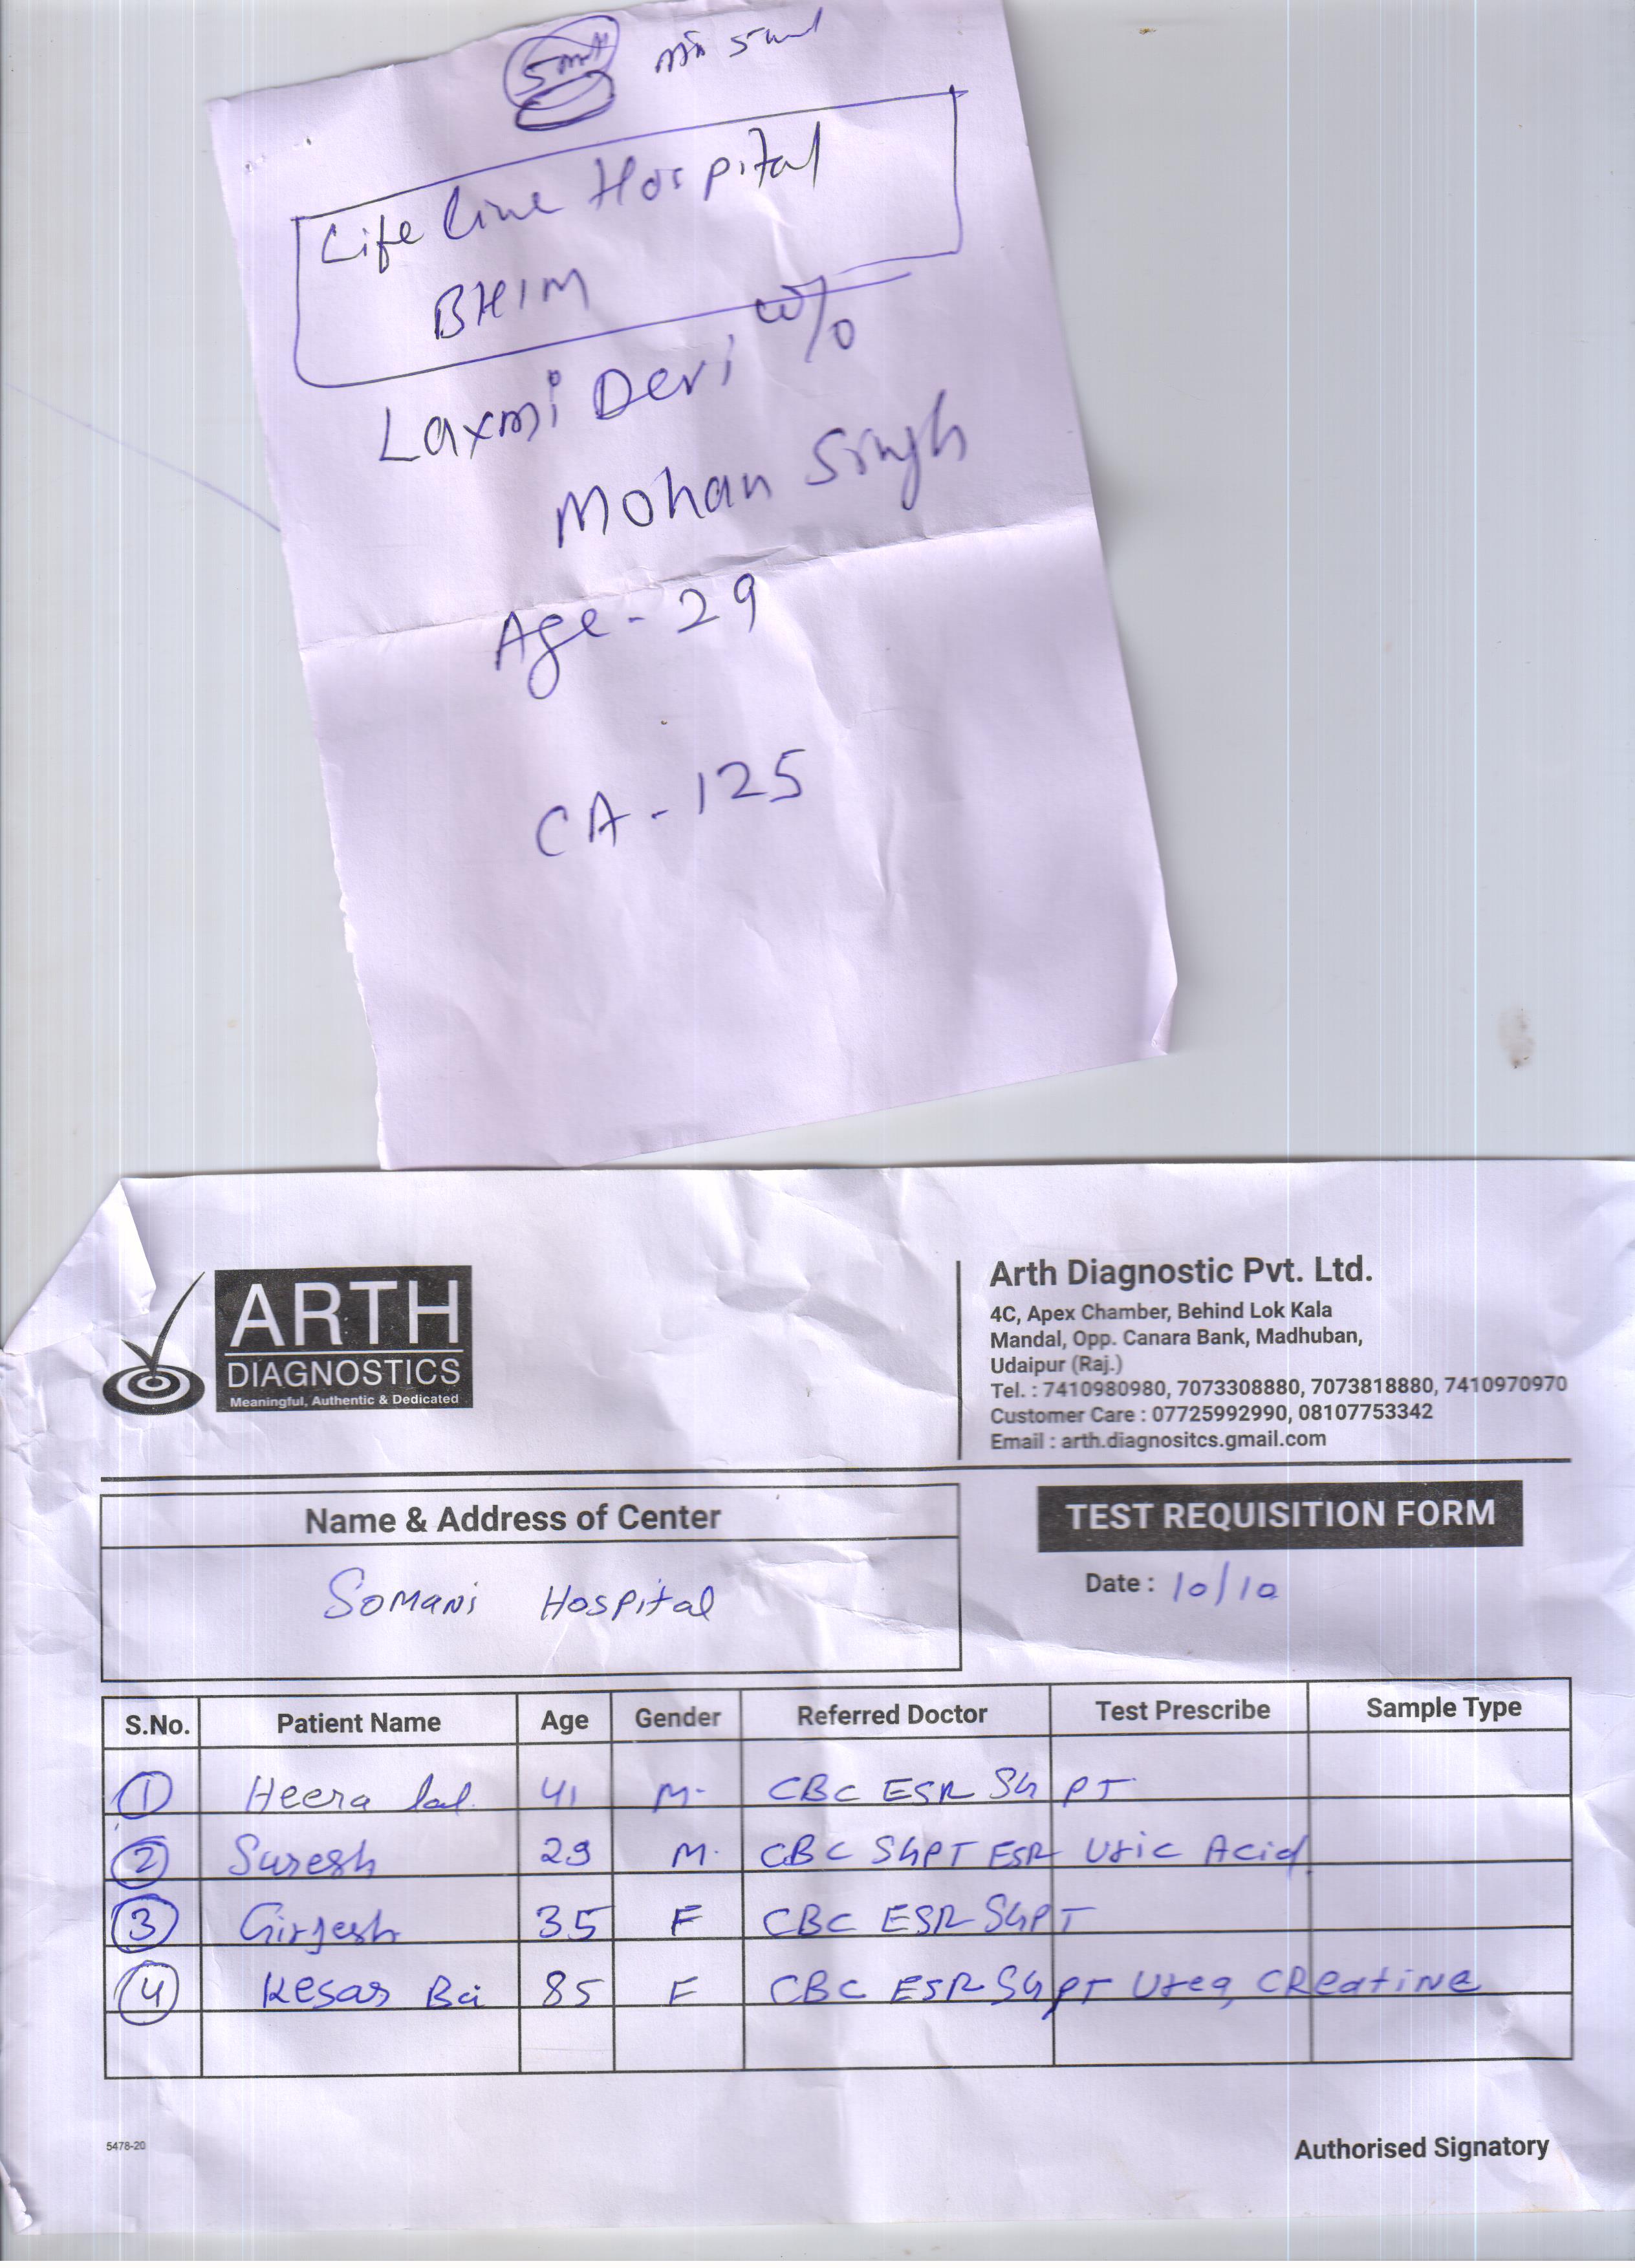 5ml
5ml
Life line Hospital
BHIM
Laxmi Devi w/o
Mohan Singh
Age - 29
CA - 125
ARTH
DIAGNOSTICS
Meaningful, Authentic & Dedicated
Arth Diagnostic Pvt. Ltd.
4C, Apex Chamber, Behind Lok Kala
Mandal, Opp. Canara Bank, Madhuban,
Udaipur (Raj.)
Tel. : 7410980980, 7073308880, 7073818880, 7410970970
Customer Care : 07725992990, 08107753342
Email : arth.diagnositcs.gmail.com
Name & Address of Center
TEST REQUISITION FORM
Somani Hospital
Date : 10/10
S.No. Patient Name Age Gender Referred Doctor Test Prescribe Sample Type
1 Heera lal. 41 M. CBC ESR SGPT
2 Suresh 29 M. CBC SGPT ESR Uric Acid
3 Girjesh 35 F CBC ESR SGPT
4 Kesar Bai 85 F CBC ESR SGPT Urea, CReatine
5478-20
Authorised Signatory